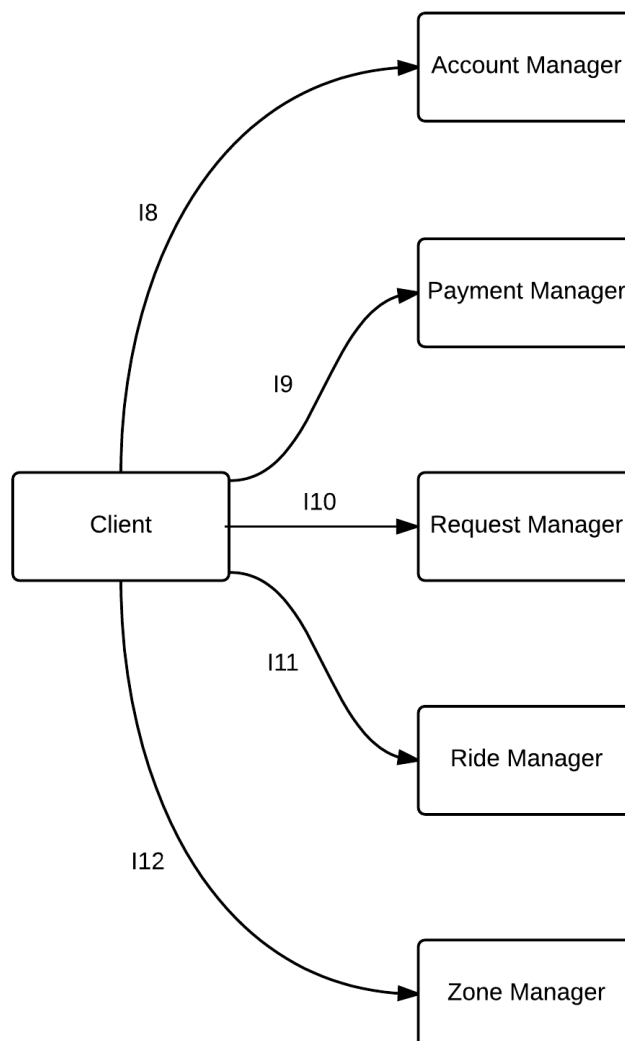 Account Manager
I8
Payment Manager
I9
I10
Client
Request Manager
I11
Ride Manager
I12
Zone Manager